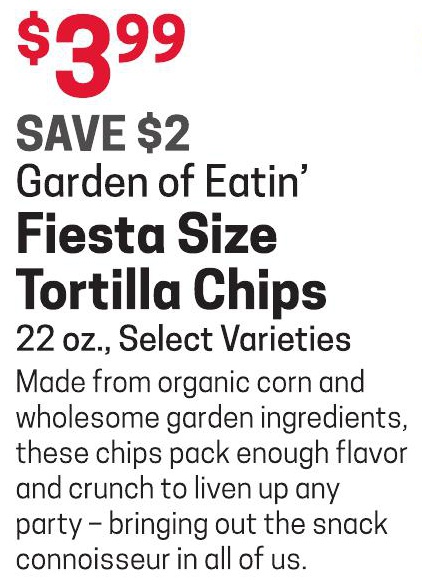 $3.99
SAVE $2
Garden of Eatin’
Fiesta Size
Tortilla Chips
22 oz., Select Varieties
Made from organic corn and
wholesome garden ingredients,
these chips pack enough flavor
and crunch to liven up any
party – bringing out the snack
connoisseur in all of us.